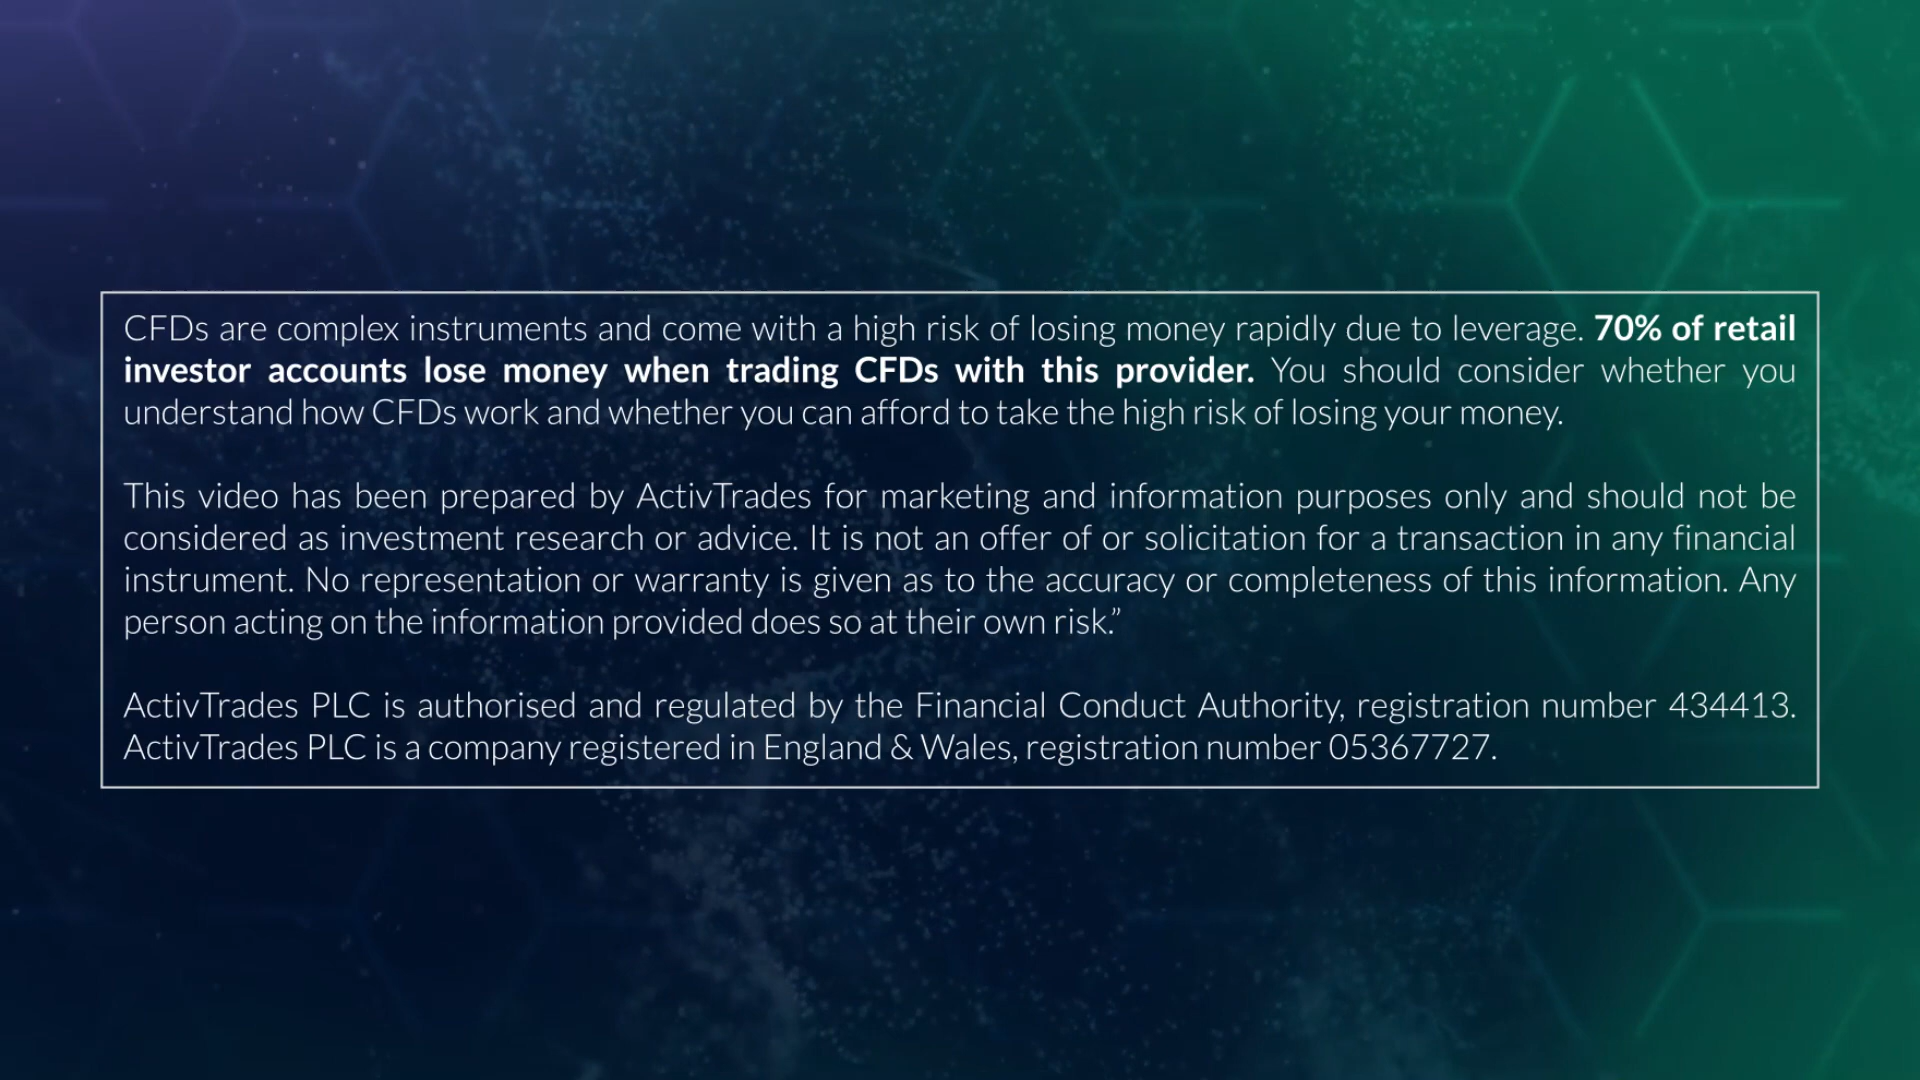 CFDs are complex instruments and come with a high risk of losing money rapidly due to leverage. 70% of retail
investor accounts lose money when trading CFDs with this provider. You should consider whether you
understand how CFDs work and whether you can afford to take the high risk of losing your money.
This video has been prepared by ActivTrades for marketing and information purposes only and should not be
considered as investment research or advice. It is not an offer of or solicitation for a transaction in any financial
instrument. No representation or warranty is given as to the accuracy or completeness of this information. Any
person acting on the information provided does so at their own risk.”
ActivTrades PLC is authorised and regulated by the Financial Conduct Authority, registration number 434413.
ActivTrades PLC is a company registered in England & Wales, registration number 05367727.